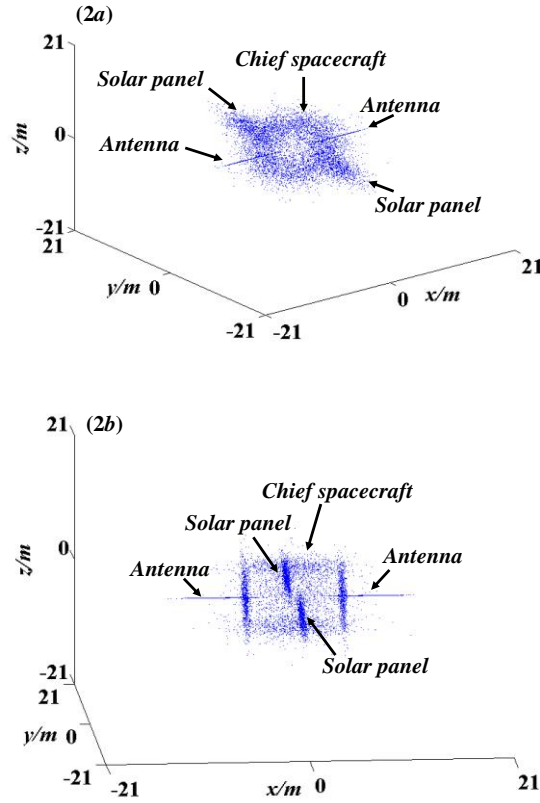 (2a)
21
Chief spacecraft
Solar panel
Antenna
z/m
0
Antenna
Solar panel
-21
21
21
y/m 0
0 x/m
-21 -21
21
(2b)
Chief spacecraft
Solar panel
0
Antenna
Antenna
z/m
Solar panel
-21
21
y/m 0
-21
-21
x/m 0
21